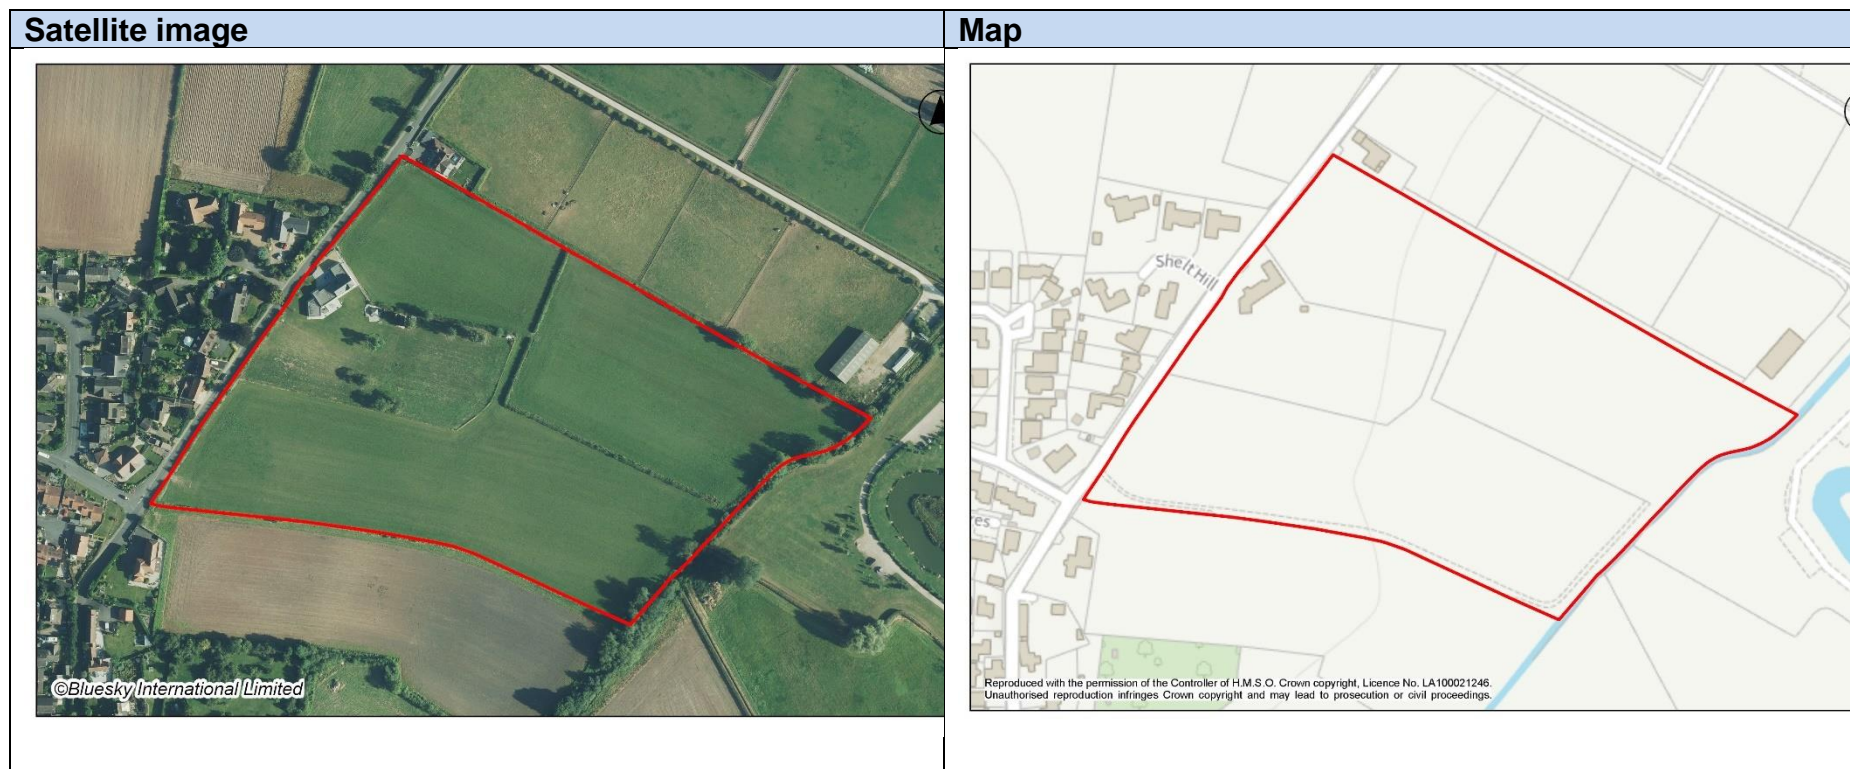 Satellite image
Map
Shelt Hill
res
©Bluesky International Limited
Reproduced with the permission of the Controller of H.M.S.O. Crown copyright, Licence No. LA100021246.
Unauthorised reproduction infringes Crown copyright and may lead to prosecution or civil proceedings.